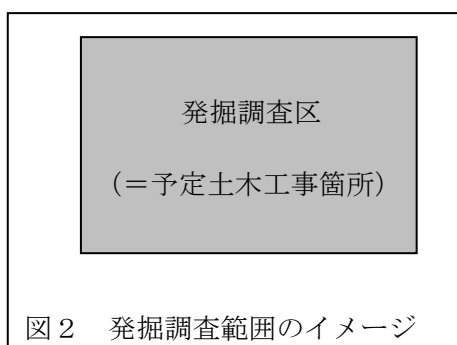 発掘調査区
(＝予定土木工事箇所)
図２　発掘調査範囲のイメージ